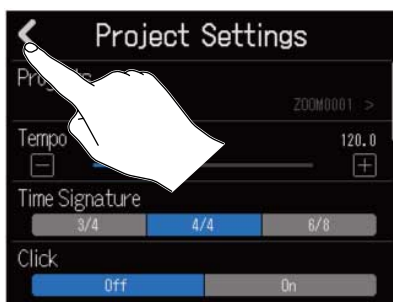 Project Settings
ZOOM0001 >
Tempo
120.0
Time Signature
3/4 4/4 6/8
Click
Off On